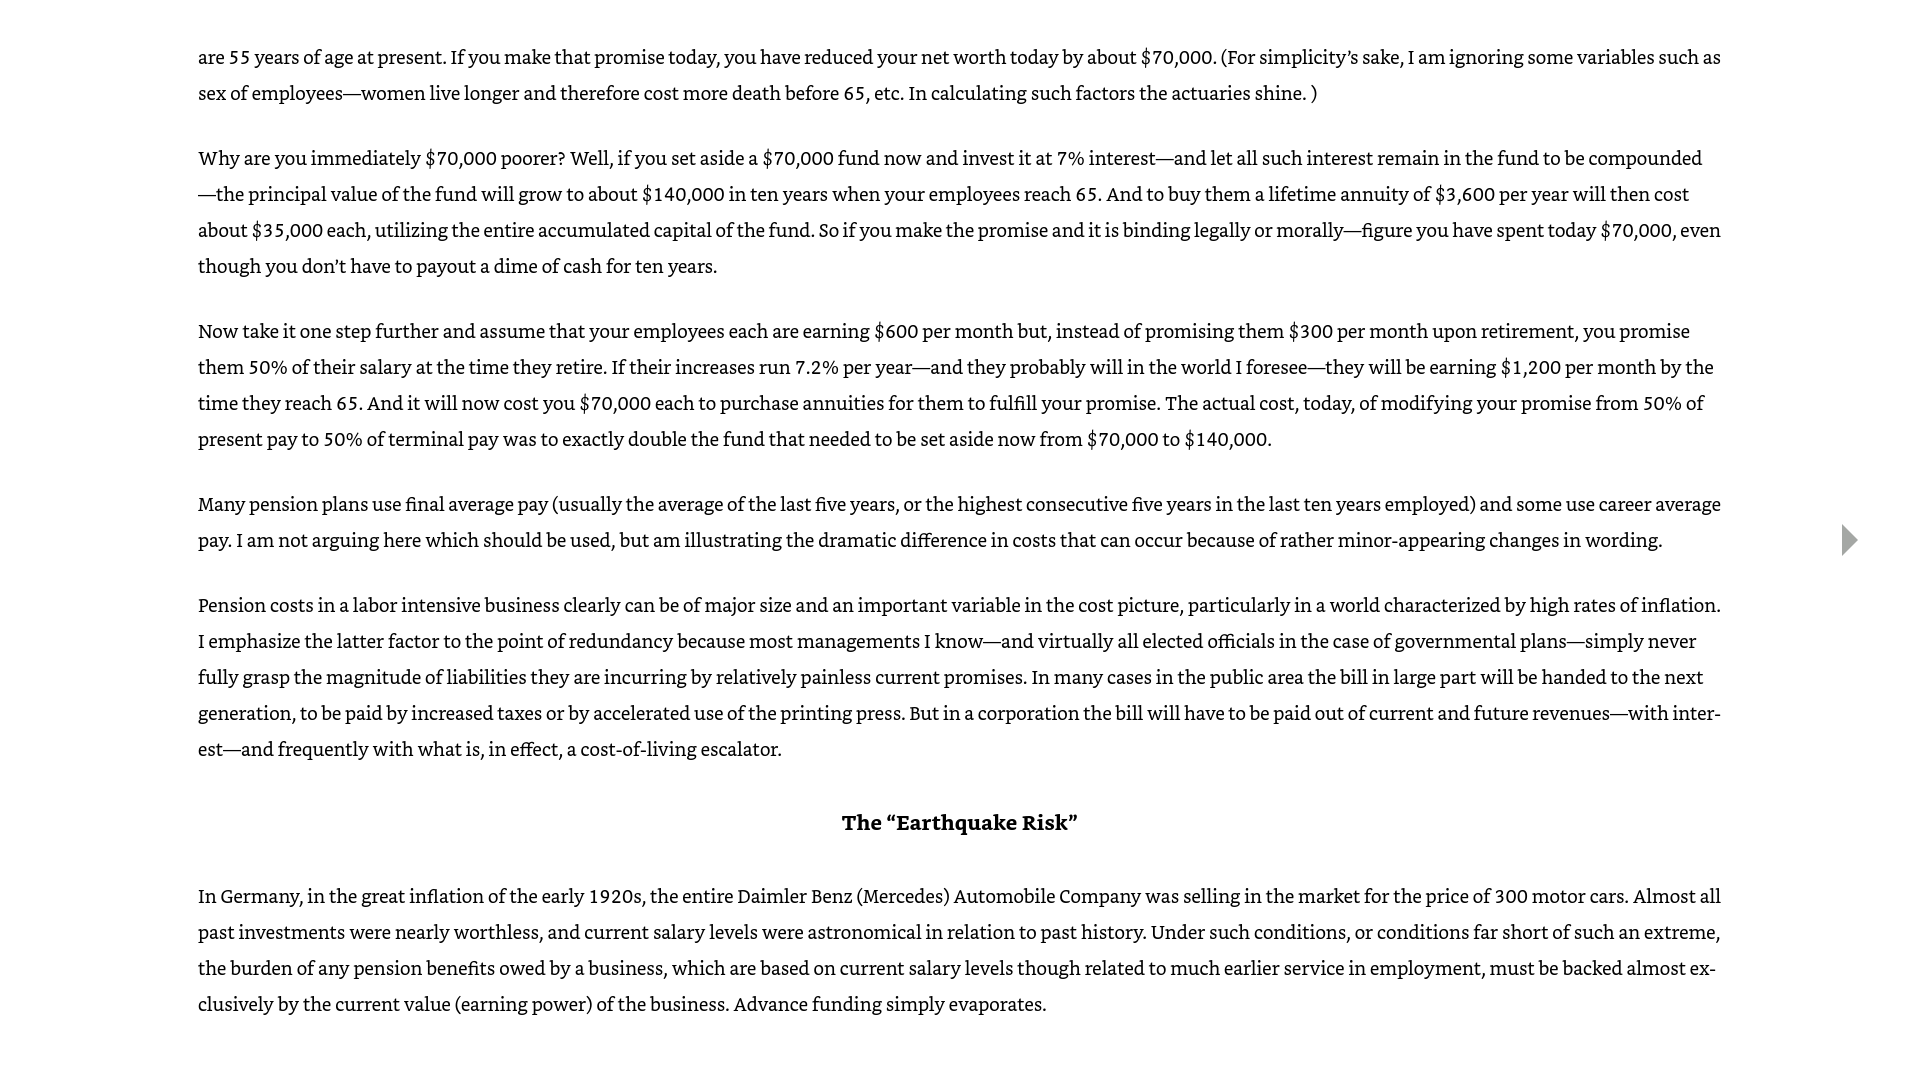 are 55 years of age at present. If you make that promise today, you have reduced your net worth today by about $70,000. (For simplicity’s sake, I am ignoring some variables such as
sex of employees—women live longer and therefore cost more death before 65, etc. In calculating such factors the actuaries shine. )
Why are you immediately $70,000 poorer? Well, if you set aside a $70,000 fund now and invest it at 7% interest—and let all such interest remain in the fund to be compounded
—the principal value of the fund will grow to about $140,000 in ten years when your employees reach 65. And to buy them a lifetime annuity of $3,600 per year will then cost
about $35,000 each, utilizing the entire accumulated capital of the fund. So if you make the promise and it is binding legally or morally—figure you have spent today $70,000, even
though you don’t have to payout a dime of cash for ten years.
Now take it one step further and assume that your employees each are earning $600 per month but, instead of promising them $300 per month upon retirement, you promise
them 50% of their salary at the time they retire. If their increases run 7.2% per year—and they probably will in the world I foresee—they will be earning $1,200 per month by the
time they reach 65. And it will now cost you $70,000 each to purchase annuities for them to fulfill your promise. The actual cost, today, of modifying your promise from 50% of
present pay to 50% of terminal pay was to exactly double the fund that needed to be set aside now from $70,000 to $140,000.
Many pension plans use final average pay (usually the average of the last five years, or the highest consecutive five years in the last ten years employed) and some use career average
pay. I am not arguing here which should be used, but am illustrating the dramatic difference in costs that can occur because of rather minor-appearing changes in wording.
Pension costs in a labor intensive business clearly can be of major size and an important variable in the cost picture, particularly in a world characterized by high rates of inflation.
I emphasize the latter factor to the point of redundancy because most managements I know—and virtually all elected officials in the case of governmental plans—simply never
fully grasp the magnitude of liabilities they are incurring by relatively painless current promises. In many cases in the public area the bill in large part will be handed to the next
generation, to be paid by increased taxes or by accelerated use of the printing press. But in a corporation the bill will have to be paid out of current and future revenues—with inter-
est—and frequently with what is, in effect, a cost-of-living escalator.
The “Earthquake Risk”
In Germany, in the great inflation of the early 1920s, the entire Daimler Benz (Mercedes) Automobile Company was selling in the market for the price of 300 motor cars. Almost all
past investments were nearly worthless, and current salary levels were astronomical in relation to past history. Under such conditions, or conditions far short of such an extreme,
the burden of any pension benefits owed by a business, which are based on current salary levels though related to much earlier service in employment, must be backed almost ex-
clusively by the current value (earning power) of the business. Advance funding simply evaporates.